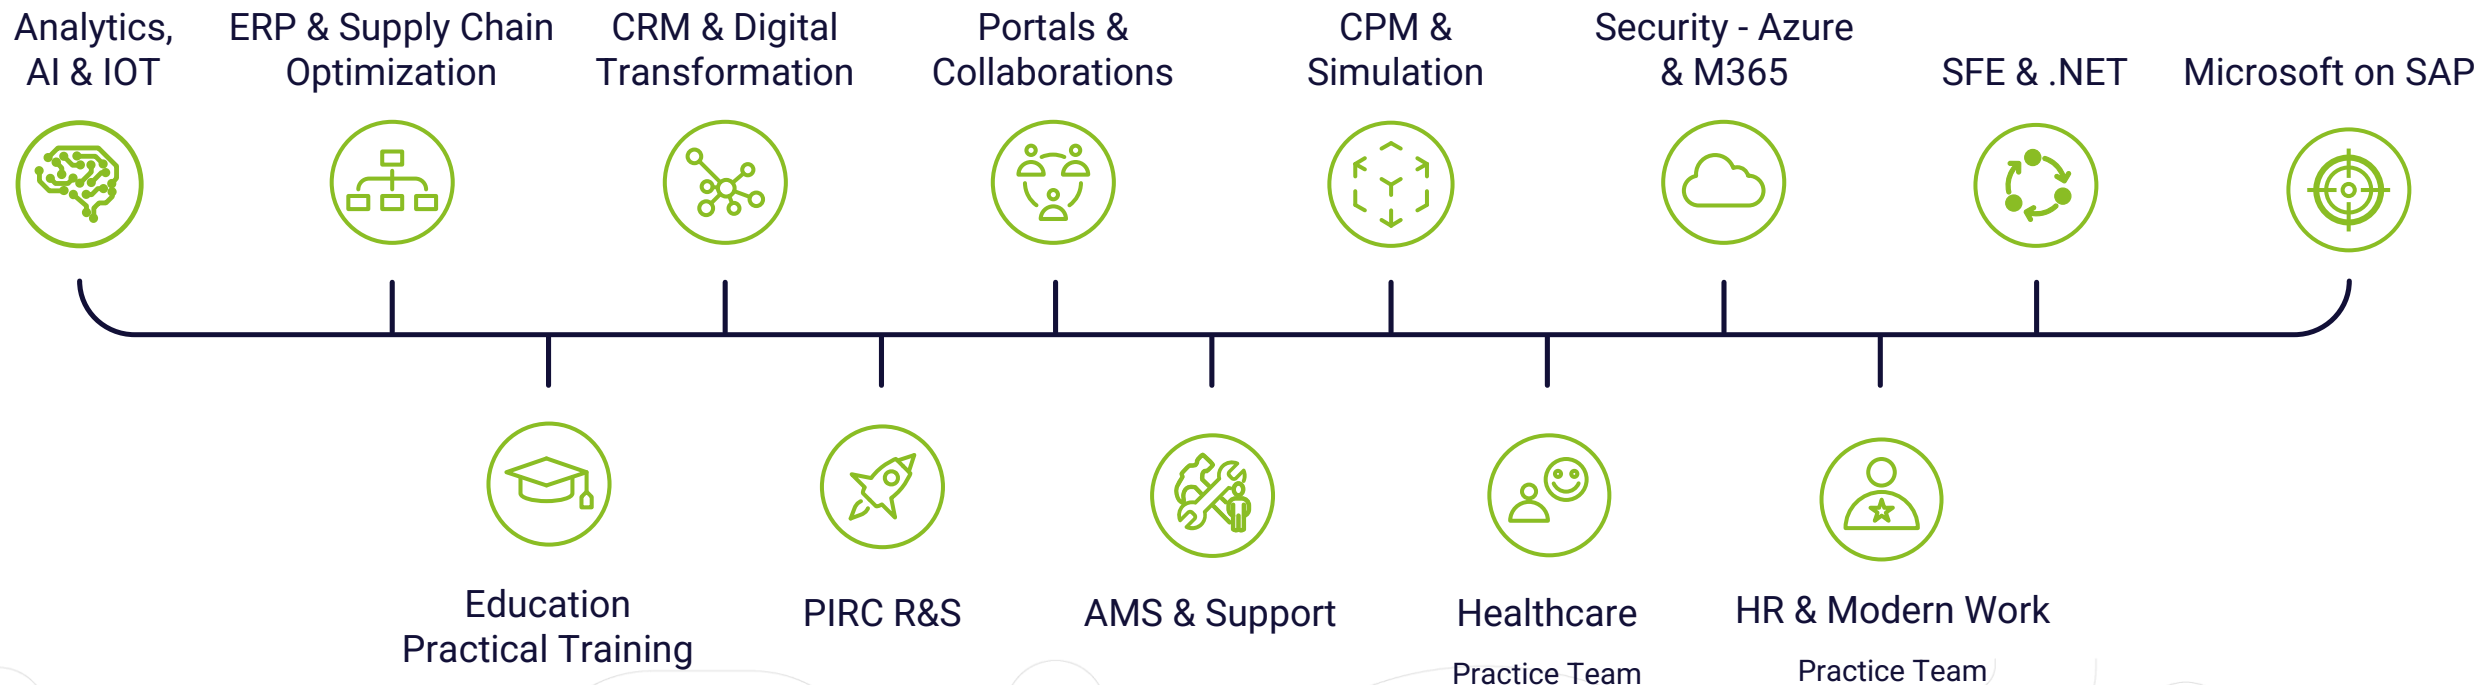 Analytics,
AI & IOT
ERP & Supply Chain
Optimization
CRM & Digital
Transformation
Portals &
Collaborations
CPM &
Simulation
Security - Azure
& M365
SFE & .NET
Microsoft on SAP
Education
Practical Training
PIRC R&S
AMS & Support
Healthcare
Practice Team
HR & Modern Work
Practice Team